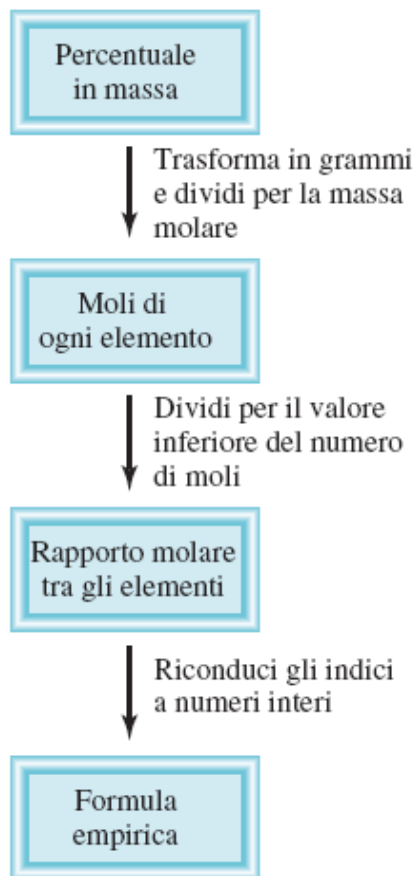 Percentuale
in massa
Trasforma in grammi
e dividi per la massa
molare
Moli di
ogni elemento
Dividi per il valore
inferiore del numero
di moli
Rapporto molare
tra gli elementi
Riconduci gli indici
a numeri interi
Formula
empirica